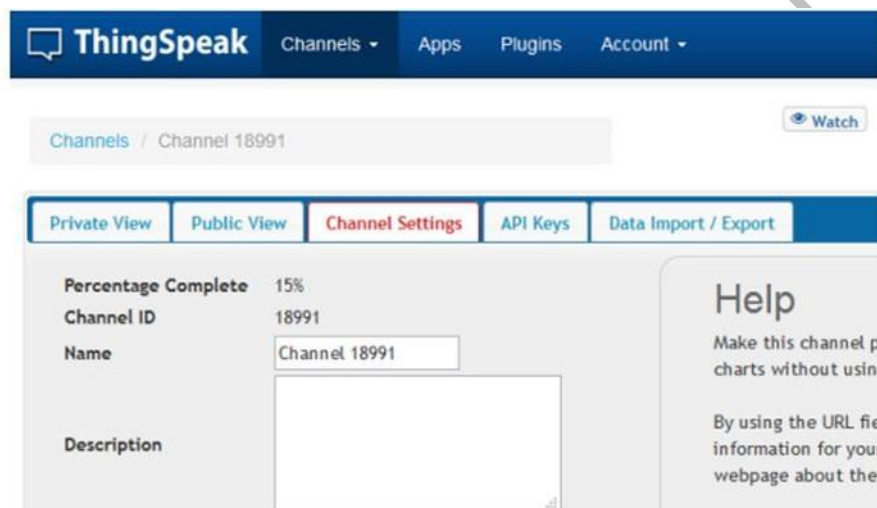 ThingSpeak Channels Apps Plugins Account
Watch
Channels / Channel 18991
Private View Public View Channel Settings API Keys Data Import / Export
Percentage Complete 15%
Channel ID 18991
Name Channel 18991
Description
Help
Make this channel
charts without
By using the URL
information for
webpage about the